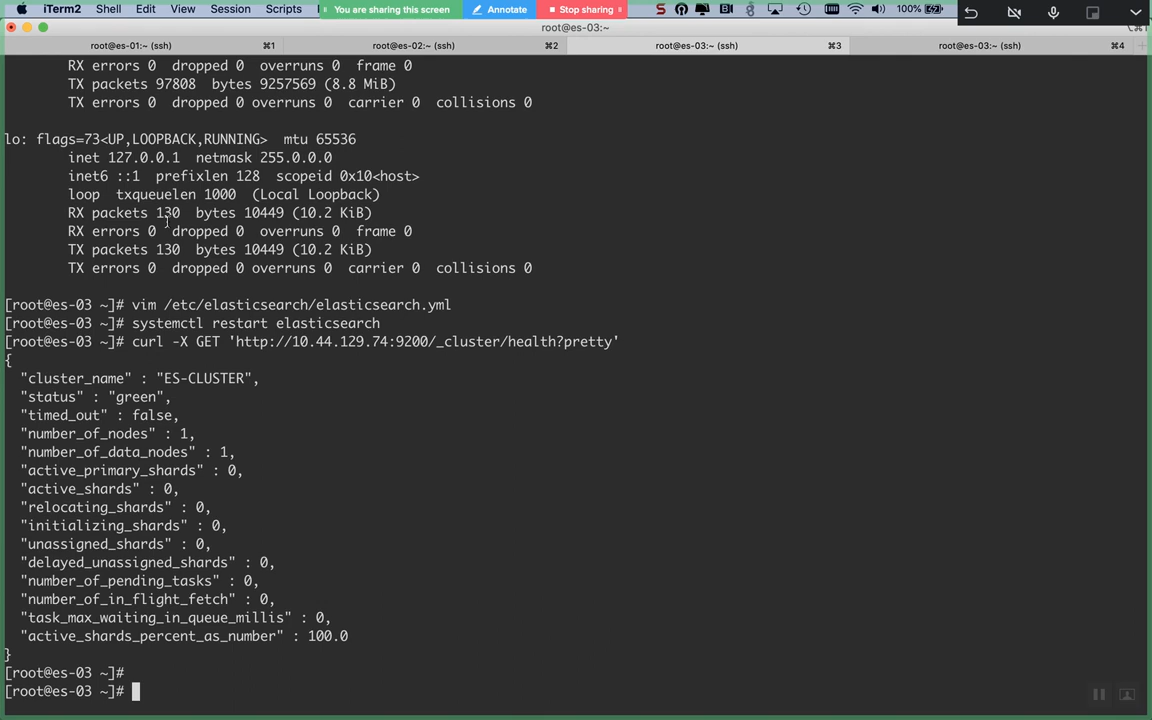 iTerm2 Shell Edit View Session Scripts You are sharing this screen Annotate Stop sharing 100%
root@es-03:~
root@es-01:~ (ssh) ⌘1 root@es-02:~ (ssh) ⌘2 root@es-03:~ (ssh) ⌘3 root@es-03:~ (ssh) ⌘4
RX errors 0 dropped 0 overruns 0 frame 0
TX packets 97808 bytes 9257569 (8.8 MiB)
TX errors 0 dropped 0 overruns 0 carrier 0 collisions 0
lo: flags=73<UP,LOOPBACK,RUNNING> mtu 65536
inet 127.0.0.1 netmask 255.0.0.0
inet6 ::1 prefixlen 128 scopeid 0x10<host>
loop txqueuelen 1000 (Local Loopback)
RX packets 130 bytes 10449 (10.2 KiB)
RX errors 0 dropped 0 overruns 0 frame 0
TX packets 130 bytes 10449 (10.2 KiB)
TX errors 0 dropped 0 overruns 0 carrier 0 collisions 0
[root@es-03 ~]# vim /etc/elasticsearch/elasticsearch.yml
[root@es-03 ~]# systemctl restart elasticsearch
[root@es-03 ~]# curl -X GET 'http://10.44.129.74:9200/_cluster/health?pretty'
{
"cluster_name" : "ES-CLUSTER",
"status" : "green",
"timed_out" : false,
"number_of_nodes" : 1,
"number_of_data_nodes" : 1,
"active_primary_shards" : 0,
"active_shards" : 0,
"relocating_shards" : 0,
"initializing_shards" : 0,
"unassigned_shards" : 0,
"delayed_unassigned_shards" : 0,
"number_of_pending_tasks" : 0,
"number_of_in_flight_fetch" : 0,
"task_max_waiting_in_queue_millis" : 0,
"active_shards_percent_as_number" : 100.0
}
[root@es-03 ~]#
[root@es-03 ~]#